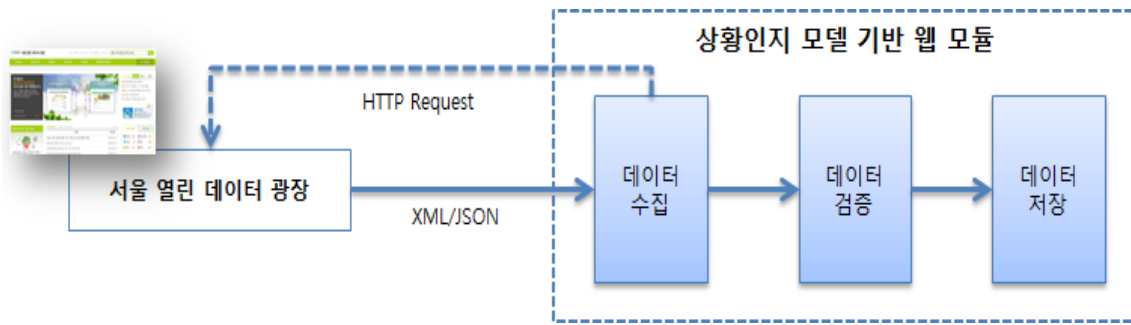 상황인지 모델 기반 웹 모듈
HTTP Request
서울 열린 데이터 광장
XML/JSON
데이터
수집
데이터
검증
데이터
저장